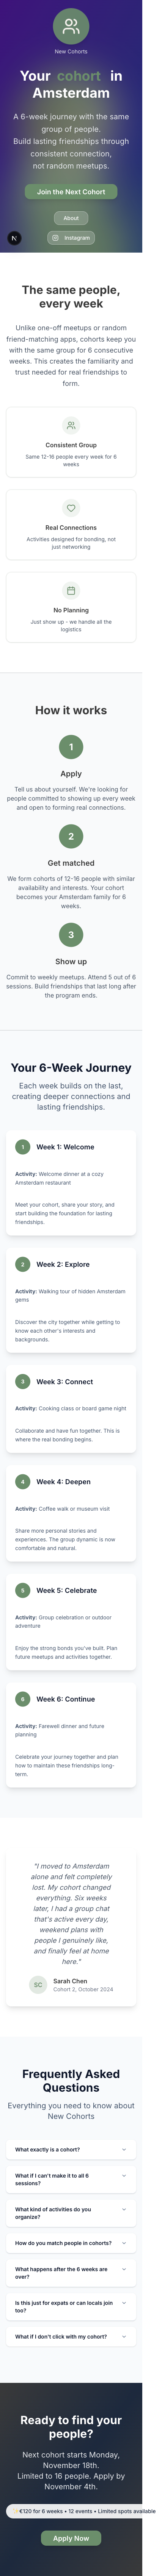 New Cohorts
Your cohort in
Amsterdam
A 6-week journey with the same
group of people.
Build lasting friendships through
consistent connection,
not random meetups.
Join the Next Cohort
About
N
Instagram
The same people,
every week
Unlike one-off meetups or random
friend-matching apps, cohorts keep you
with the same group for 6 consecutive
weeks. This creates the familiarity and
trust needed for real friendships to
form.
Consistent Group
Same 12-16 people every week for 6
weeks
Real Connections
Activities designed for bonding, not
just networking
No Planning
Just show up - we handle all the
logistics
How it works
1
Apply
Tell us about yourself. We're looking for
people committed to showing up every week
and open to forming real connections.
2
Get matched
We form cohorts of 12-16 people with similar
availability and interests. Your cohort
becomes your Amsterdam family for 6
weeks.
3
Show up
Commit to weekly meetups. Attend 5 out of 6
sessions. Build friendships that last long after
the program ends.
Your 6-Week Journey
Each week builds on the last,
creating deeper connections and
lasting friendships.
1
Week 1: Welcome
Activity: Welcome dinner at a cozy
Amsterdam restaurant
Meet your cohort, share your story, and
start building the foundation for lasting
friendships.
2
Week 2: Explore
Activity: Walking tour of hidden Amsterdam
gems
Discover the city together while getting to
know each other's interests and
backgrounds.
3
Week 3: Connect
Activity: Cooking class or board game night
Collaborate and have fun together. This is
where the real bonding begins.
4
Week 4: Deepen
Activity: Coffee walk or museum visit
Share more personal stories and
experiences. The group dynamic is now
comfortable and natural.
5
Week 5: Celebrate
Activity: Group celebration or outdoor
adventure
Enjoy the strong bonds you've built. Plan
future meetups and activities together.
6
Week 6: Continue
Activity: Farewell dinner and future
planning
Celebrate your journey together and plan
how to maintain these friendships long-
term.
"I moved to Amsterdam
alone and felt completely
lost. My cohort changed
everything. Six weeks
later, I had a group chat
that's active every day,
weekend plans with
people I genuinely like,
and finally feel at home
here."
SC
Sarah Chen
Cohort 2, October 2024
Frequently Asked
Questions
Everything you need to know about
New Cohorts
What exactly is a cohort?
What if I can't make it to all 6
sessions?
What kind of activities do you
organize?
How do you match people in cohorts?
What happens after the 6 weeks are
over?
Is this just for expats or can locals join
too?
What if I don't click with my cohort?
Ready to find your
people?
Next cohort starts Monday,
November 18th.
Limited to 16 people. Apply by
November 4th.
€120 for 6 weeks • 12 events • Limited spots available
Apply Now